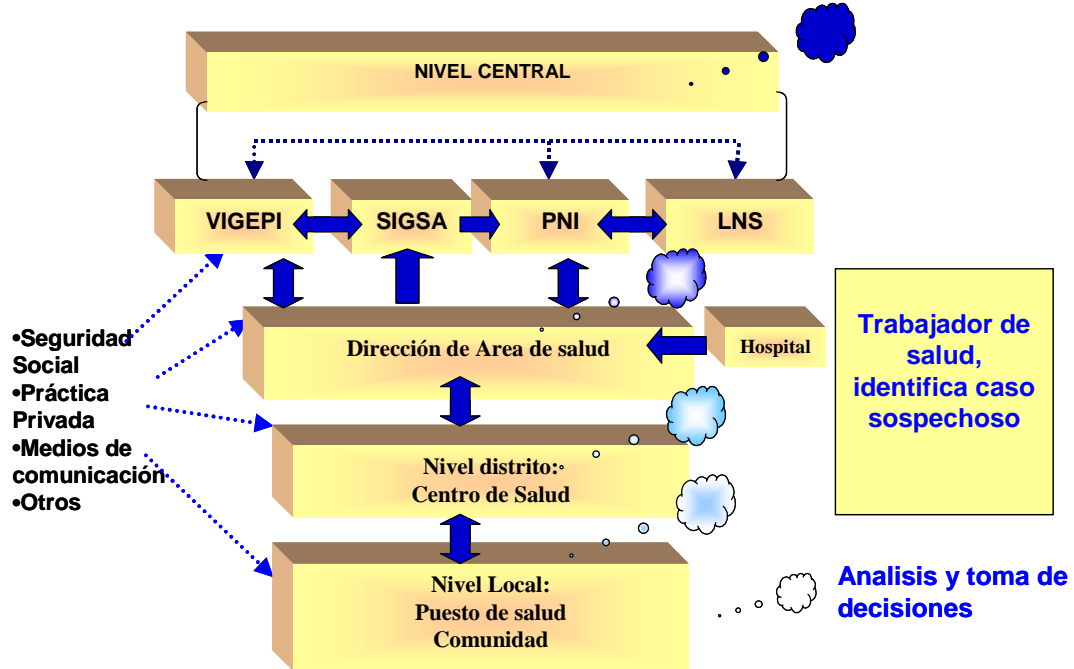 NIVEL CENTRAL
VIGEPI
SIGSA
PNI
LNS
Dirección de Area de salud
Hospital
•Seguridad
Social
•Práctica
Privada
•Medios de
comunicación
•Otros
Trabajador de
salud,
identifica caso
sospechoso
Nivel distrito:
Centro de Salud
Nivel Local:
Puesto de salud
Comunidad
Analisis y toma de
decisiones